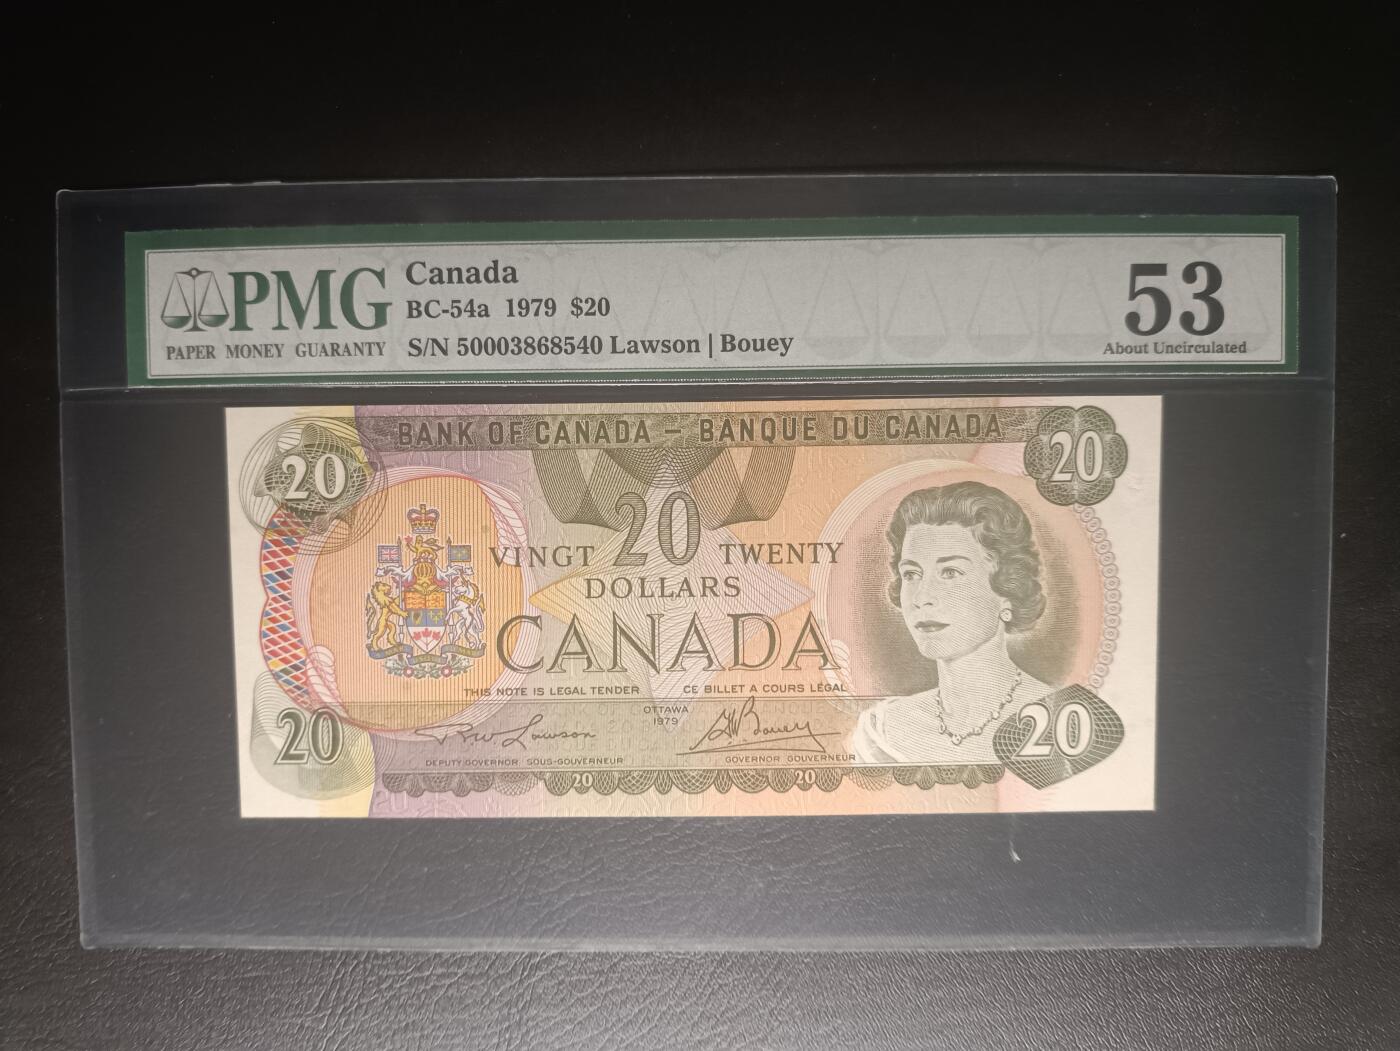 PMG
PAPER MONEY GUARANTY
Canada
BC-54a 1979 $20
S/N 50003868540 Lawson | Bouey
53
About Uncirculated
BANK OF CANADA — BANQUE DU CANADA
20
20
20
VINGT TWENTY
DOLLARS
CANADA
THIS NOTE IS LEGAL TENDER CE BILLET A COURS LÉGAL
OTTAWA
1979
R.W. Lawson
G.K. Bouey
DEPUTY GOVERNOR SOUS-GOUVERNEUR
GOVERNOR GOUVERNEUR
20
20
20
20